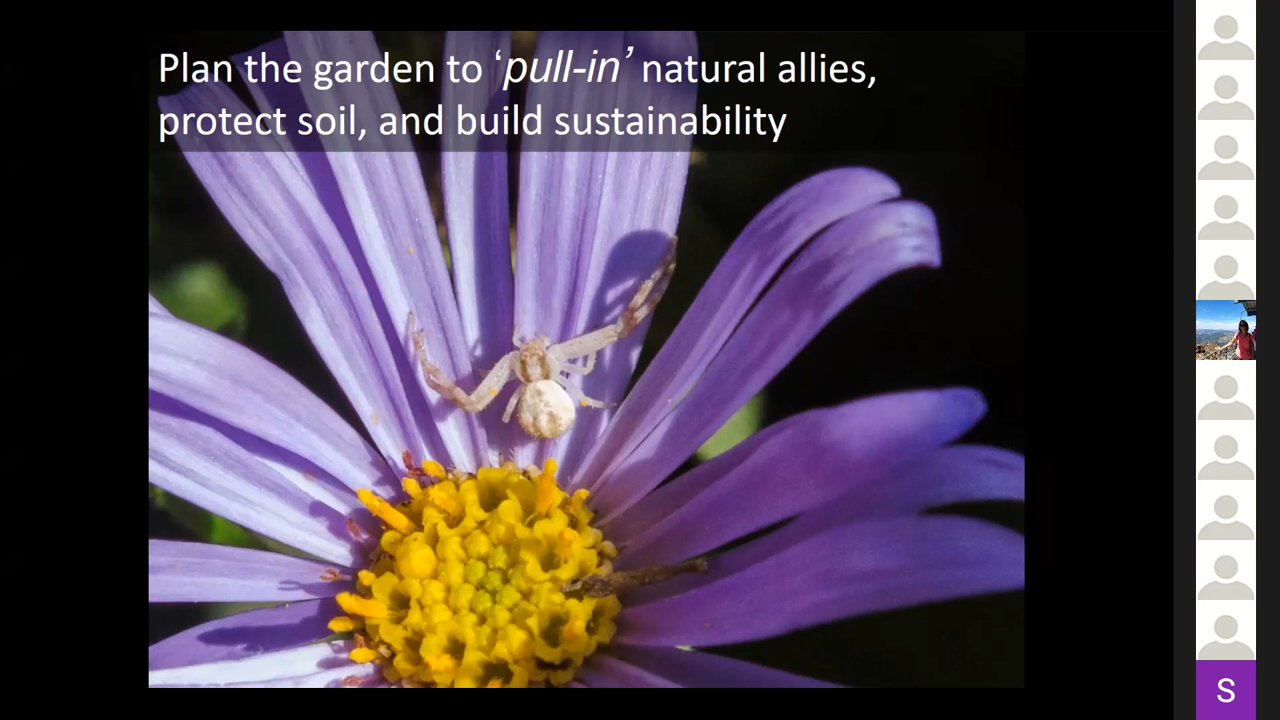 Plan the garden to ‘pull-in’ natural allies,
protect soil, and build sustainability
S